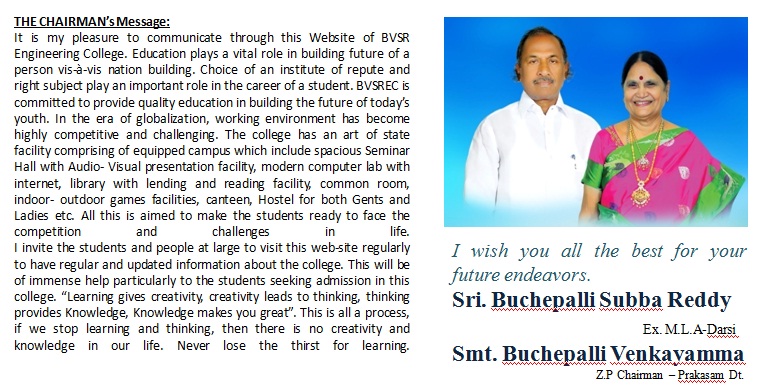 THE CHAIRMAN's Message:
It is my pleasure to communicate through this Website of BVSR
Engineering College. Education plays a vital role in building future of a
person vis-à-vis nation building. Choice of an institute of repute and
right subject play an important role in the career of a student. BVSREC is
committed to provide quality education in building the future of today's
youth. In the era of globalization, working environment has become
highly competitive and challenging. The college has an art of state
facility comprising of equipped campus which include spacious Seminar
Hall with Audio- Visual presentation facility, modern computer lab with
internet, library with lending and reading facility, common room,
indoor- outdoor games facilities, canteen, Hostel for both Gents and
Ladies etc. All this is aimed to make the students ready to face the
competition and challenges in life.
I invite the students and people at large to visit this web-site regularly
to have regular and updated information about the college. This will be
of immense help particularly to the students seeking admission in this
college. “Learning gives creativity, creativity leads to thinking, thinking
provides Knowledge, Knowledge makes you great”. This is all a process,
if we stop learning and thinking, then there is no creativity and
knowledge in our life. Never lose the thirst for learning.
I wish you all the best for your
future endeavors.
Sri. Buchepalli Subba Reddy
Ex. M.L.A-Darsi
Smt. Buchepalli Venkayamma
Z.P Chairman – Prakasam Dt.